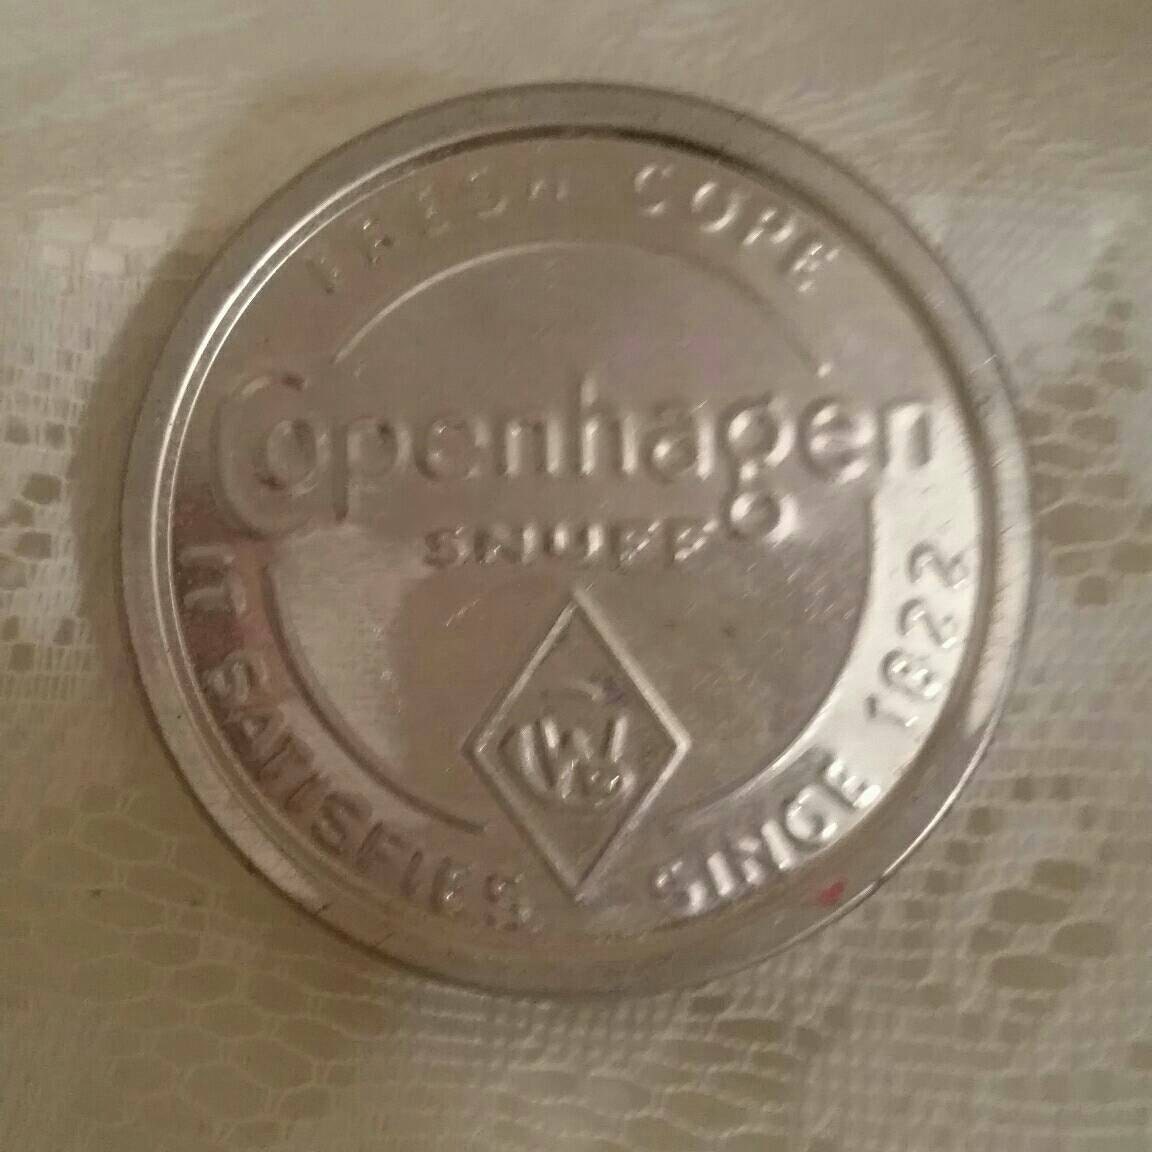 FRESH COPE
Copenhagen
SNUFF
IT SATISFIES
SINCE 1822